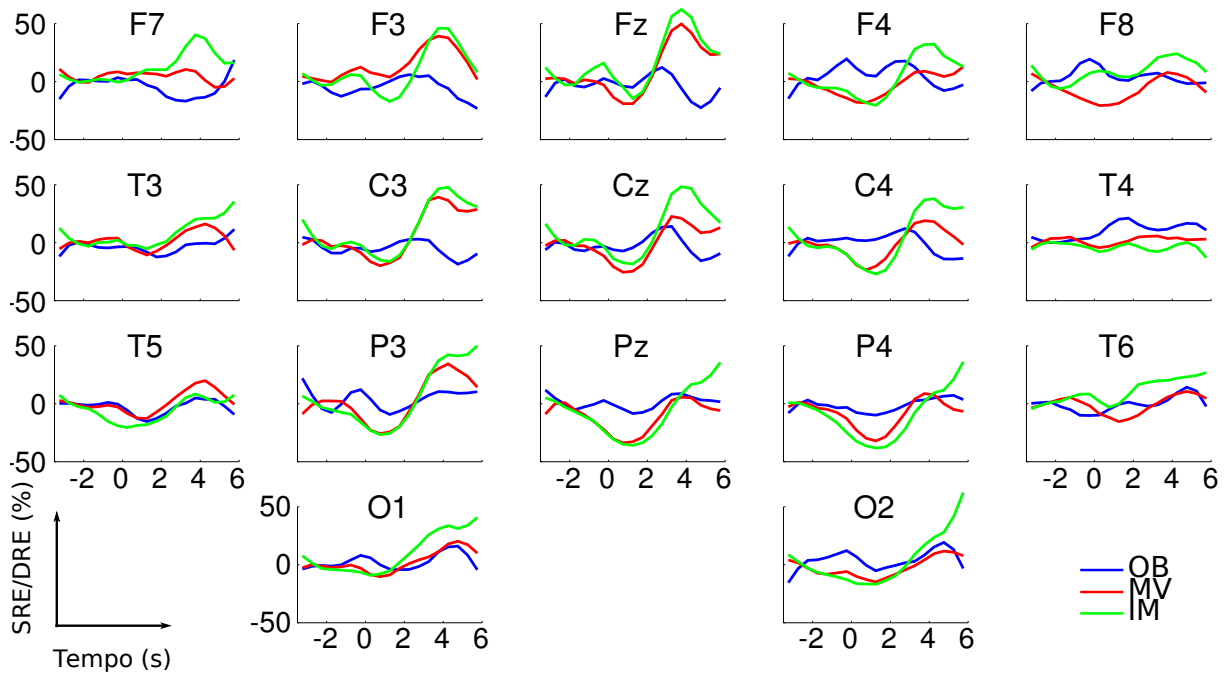 50 F7 F3 Fz F4 F8
0
-50
50 T3 C3 Cz C4 T4
0
-50
50 T5 P3 Pz P4 T6
0
-50
-2 0 2 4 6 -2 0 2 4 6 -2 0 2 4 6
50 O1 O2
0
-50
-2 0 2 4 6 -2 0 2 4 6
SRE/DRE (%)
Tempo (s)
OB
MV
IM